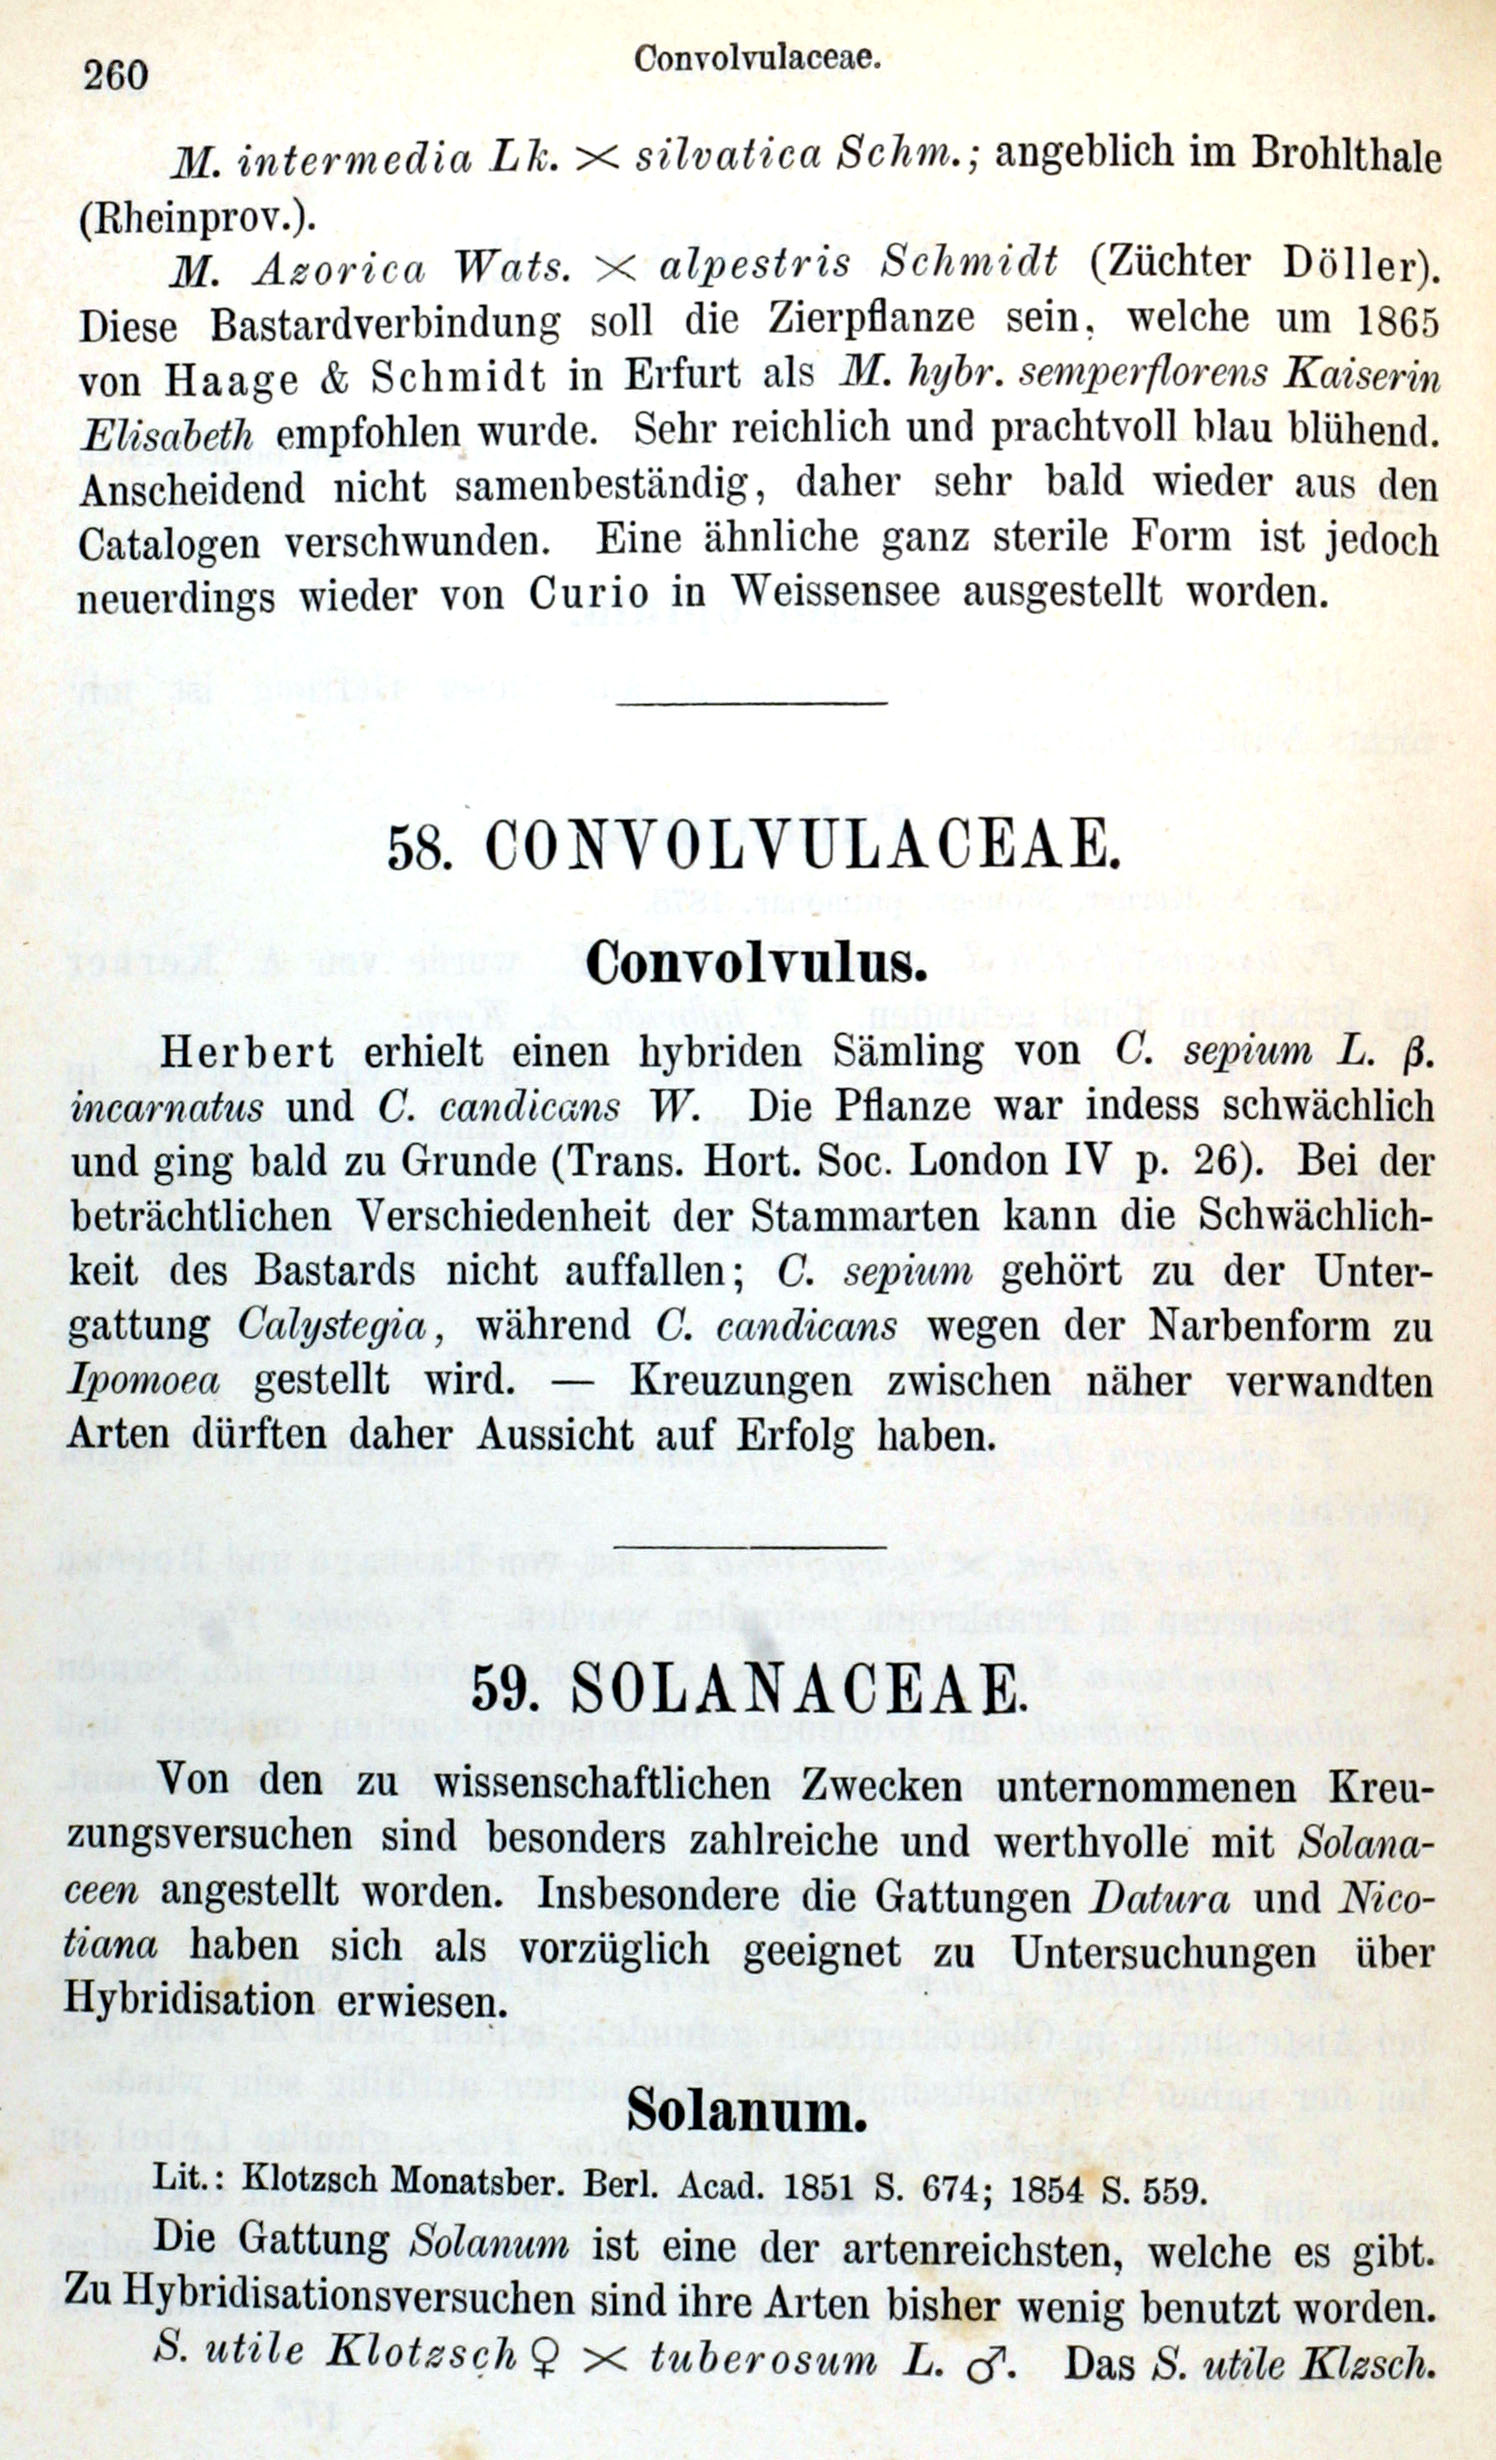 260
Convolvulaceae.
M. intermedia Lk. × silvatica Schm.; angeblich im Brohlthale
(Rheinprov.).
M. Azorica Wats. × alpestris Schmidt (Züchter Döller).
Diese Bastardverbindung soll die Zierpflanze sein, welche um 1865
von Haage & Schmidt in Erfurt als M. hybr. semperflorens Kaiserin
Elisabeth empfohlen wurde. Sehr reichlich und prachtvoll blau blühend.
Anscheidend nicht samenbeständig, daher sehr bald wieder aus den
Catalogen verschwunden. Eine ähnliche ganz sterile Form ist jedoch
neuerdings wieder von Curio in Weissensee ausgestellt worden.
58. CONVOLVULACEAE.
Convolvulus.
Herbert erhielt einen hybriden Sämling von C. sepium L. β.
incarnatus und C. candicans W. Die Pflanze war indess schwächlich
und ging bald zu Grunde (Trans. Hort. Soc. London IV p. 26). Bei der
beträchtlichen Verschiedenheit der Stammarten kann die Schwächlich-
keit des Bastards nicht auffallen; C. sepium gehört zu der Unter-
gattung Calystegia, während C. candicans wegen der Narbenform zu
Ipomoea gestellt wird. — Kreuzungen zwischen näher verwandten
Arten dürften daher Aussicht auf Erfolg haben.
59. SOLANACEAE.
Von den zu wissenschaftlichen Zwecken unternommenen Kreu-
zungsversuchen sind besonders zahlreiche und werthvolle mit Solana-
ceen angestellt worden. Insbesondere die Gattungen Datura und Nico-
tiana haben sich als vorzüglich geeignet zu Untersuchungen über
Hybridisation erwiesen.
Solanum.
Lit.: Klotzsch Monatsber. Berl. Acad. 1851 S. 674; 1854 S. 559.
Die Gattung Solanum ist eine der artenreichsten, welche es gibt.
Zu Hybridisationsversuchen sind ihre Arten bisher wenig benutzt worden.
S. utile Klotzsch ♀ × tuberosum L. ♂. Das S. utile Klzsch.